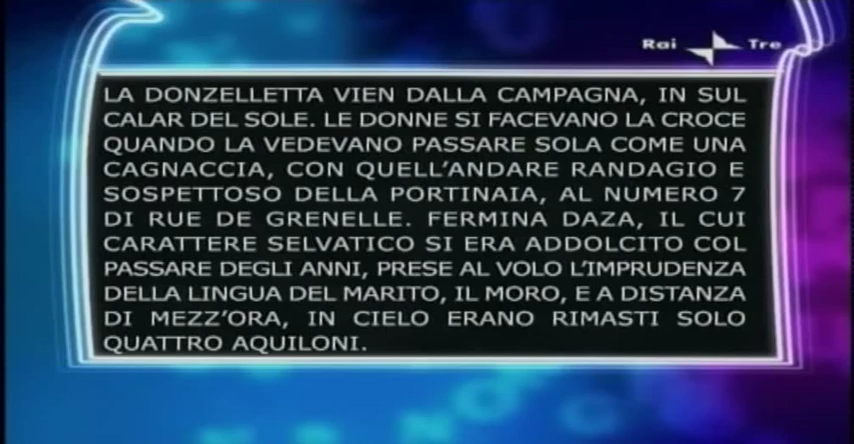 Rai Tre
LA DONZELLETTA VIEN DALLA CAMPAGNA, IN SUL
CALAR DEL SOLE. LE DONNE SI FACEVANO LA CROCE
QUANDO LA VEDEVANO PASSARE SOLA COME UNA
CAGNACCIA, CON QUELL'ANDARE RANDAGIO E
SOSPETTOSO DELLA PORTINAIA, AL NUMERO 7
DI RUE DE GRENELLE. FERMINA DAZA, IL CUI
CARATTERE SELVATICO SI ERA ADDOLCITO COL
PASSARE DEGLI ANNI, PRESE AL VOLO L'IMPRUDENZA
DELLA LINGUA DEL MARITO, IL MORO, E A DISTANZA
DI MEZZ'ORA, IN CIELO ERANO RIMASTI SOLO
QUATTRO AQUILONI.